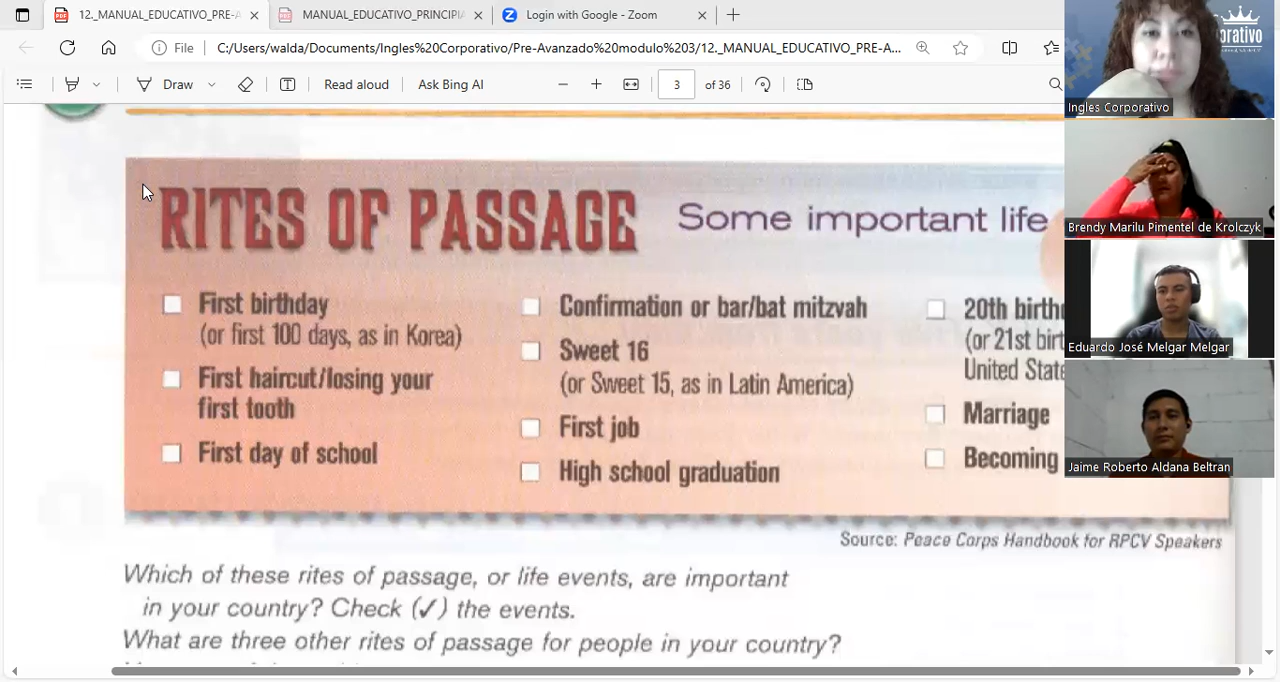 12._MANUAL_EDUCATIVO_PRE-A
MANUAL_EDUCATIVO_PRINCIPIA
Login with Google - Zoom
File
C:/Users/walda/Documents/Ingles%20Corporativo/Pre-Avanzado%20modulo%203/12._MANUAL_EDUCATIVO_PRE-A...
Draw
Read aloud
Ask Bing AI
3
of 36
RITES OF PASSAGE
Some important life
First birthday
(or first 100 days, as in Korea)
First haircut/losing your
first tooth
First day of school
Confirmation or bar/bat mitzvah
Sweet 16
(or Sweet 15, as in Latin America)
First job
High school graduation
20th birth
(or 21st birt
United State
Marriage
Becoming
Source: Peace Corps Handbook for RPCV Speakers
Which of these rites of passage, or life events, are important
in your country? Check (✓) the events.
What are three other rites of passage for people in your country?
Ingles Corporativo
Brendy Marilu Pimentel de Krolczyk
Eduardo José Melgar Melgar
Jaime Roberto Aldana Beltran